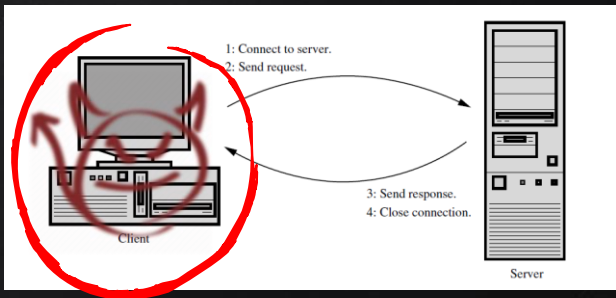 1: Connect to server.
2: Send request.
3: Send response.
4: Close connection.
Client
Server